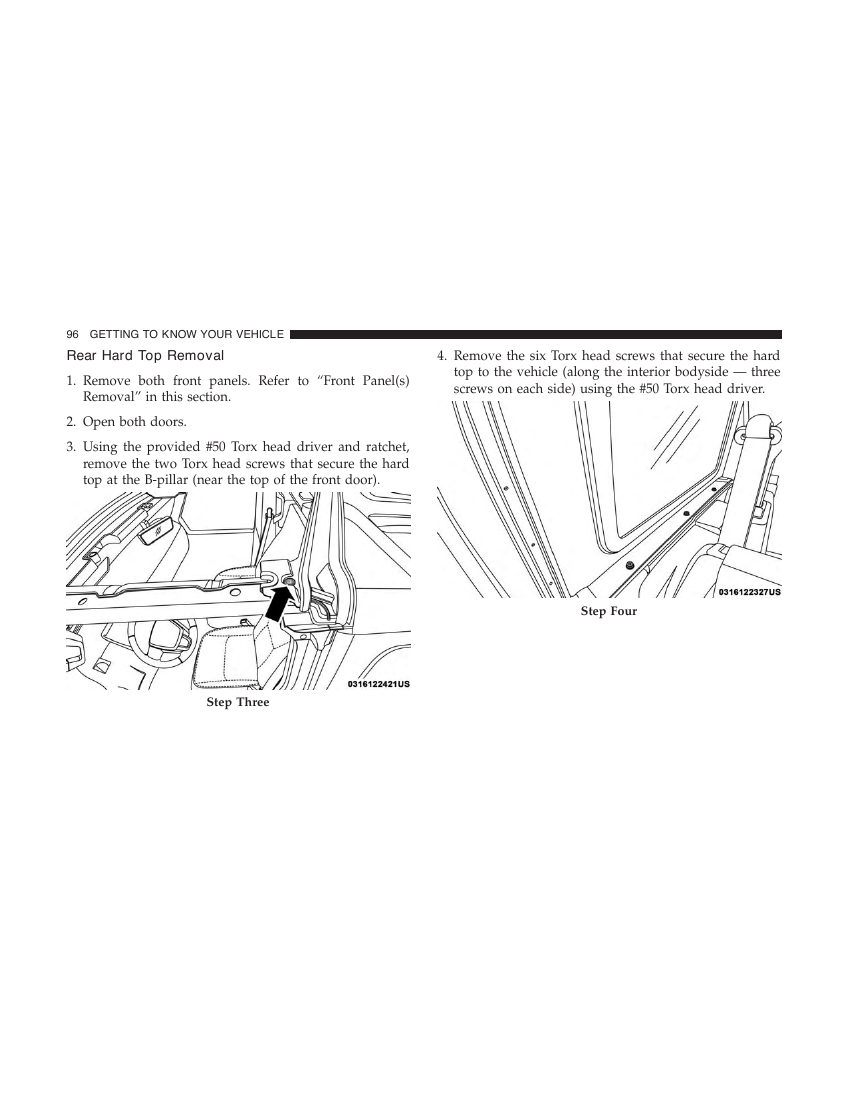 96 GETTING TO KNOW YOUR VEHICLE
Rear Hard Top Removal
1. Remove both front panels. Refer to “Front Panel(s)
Removal” in this section.
2. Open both doors.
3. Using the provided #50 Torx head driver and ratchet,
remove the two Torx head screws that secure the hard
top at the B-pillar (near the top of the front door).
0316122421US
Step Three
4. Remove the six Torx head screws that secure the hard
top to the vehicle (along the interior bodyside — three
screws on each side) using the #50 Torx head driver.
0316122327US
Step Four